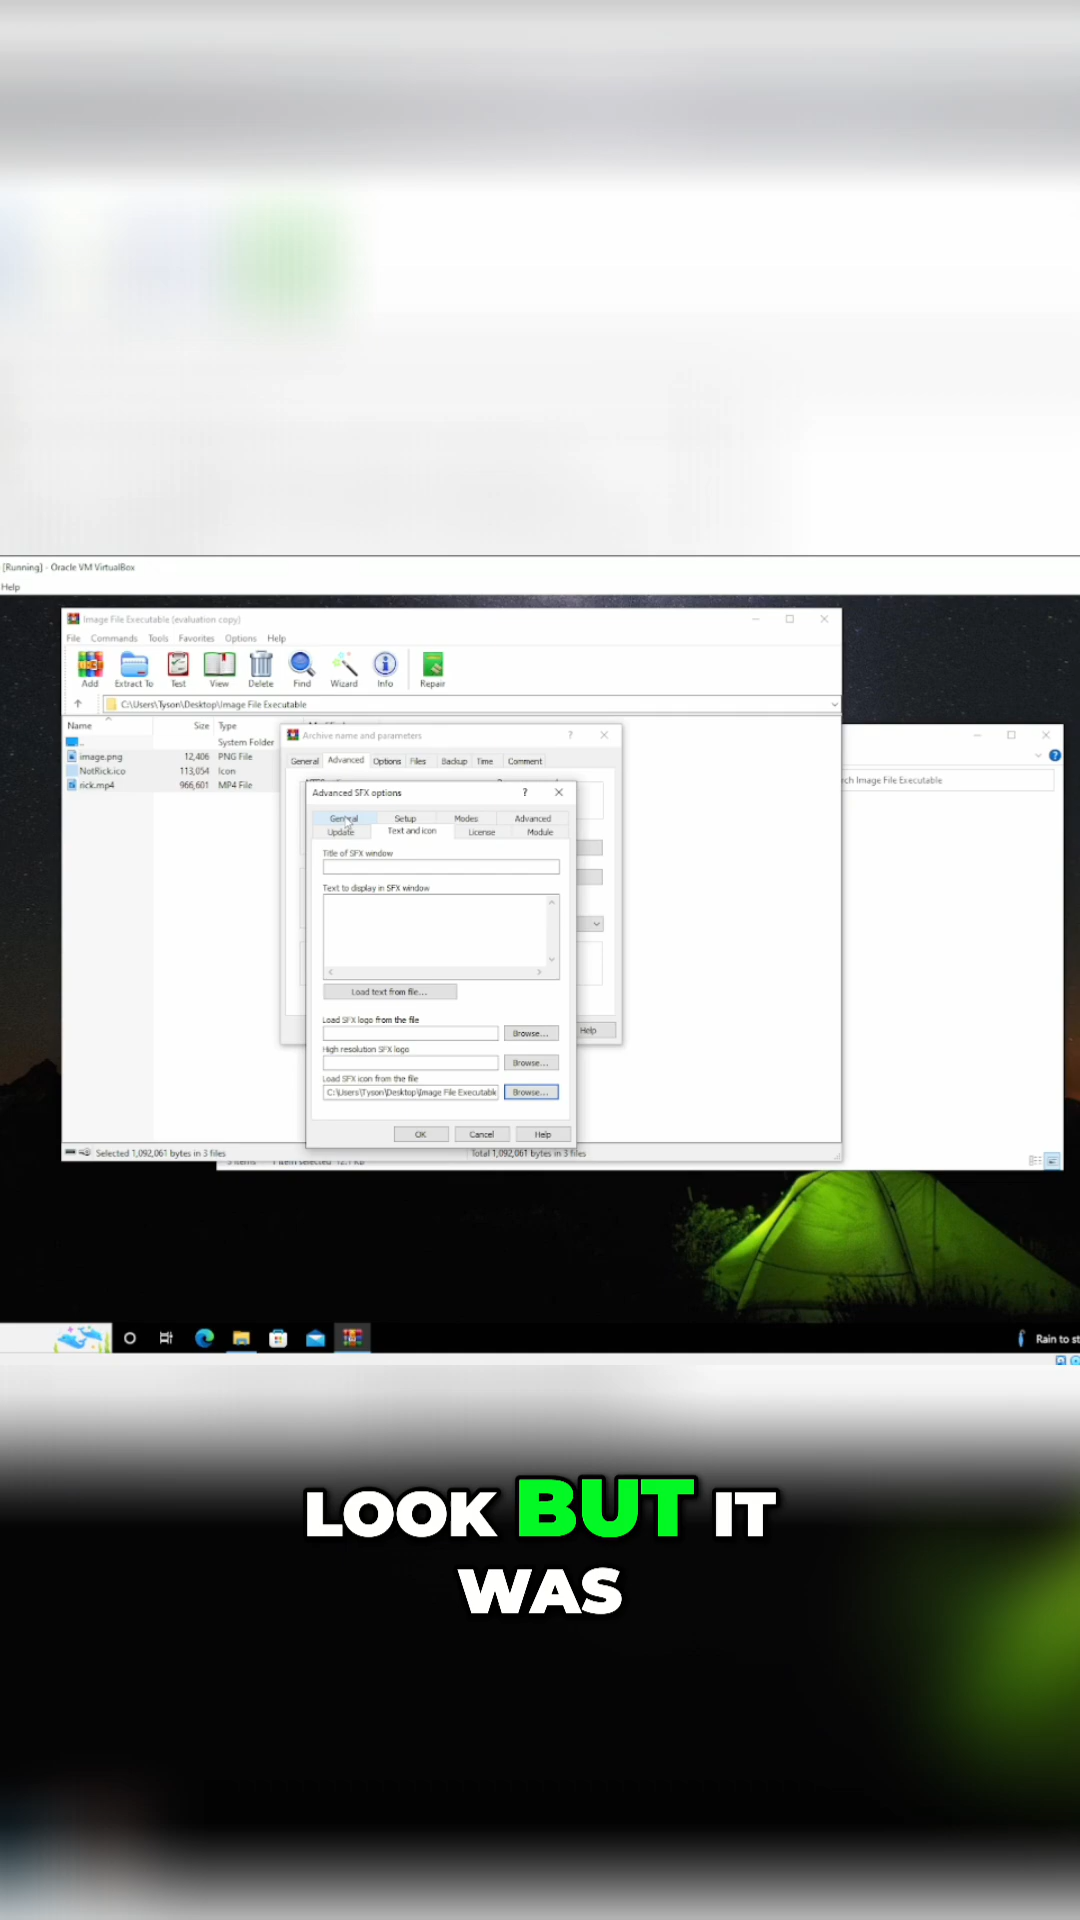 [Running] - Oracle VM VirtualBox
Help
Image File Executable (evaluation copy)
File Commands Tools Favorites Options Help
Add Extract To Test View Delete Find Wizard Info Repair
C:\Users\Tyson\Desktop\Image File Executable
Name Size Type
..
System Folder
image.png 12,406 PNG File
NotRick.ico 113,054 Icon
rick.mp4 966,601 MP4 File
Archive name and parameters ?
General Advanced Options Files Backup Time Comment
rch Image File Executable
Advanced SFX options ?
General Setup Modes Advanced
Update Text and icon License Module
Title of SFX window
Text to display in SFX window
Load text from file...
Load SFX logo from the file
Browse...
Help
High resolution SFX logo
Browse...
Load SFX icon from the file
C:\Users\Tyson\Desktop\Image File Executable Browse...
OK Cancel Help
Selected 1,092,061 bytes in 3 files
Total 1,092,061 bytes in 3 files
Rain to st
LOOK BUT IT
WAS